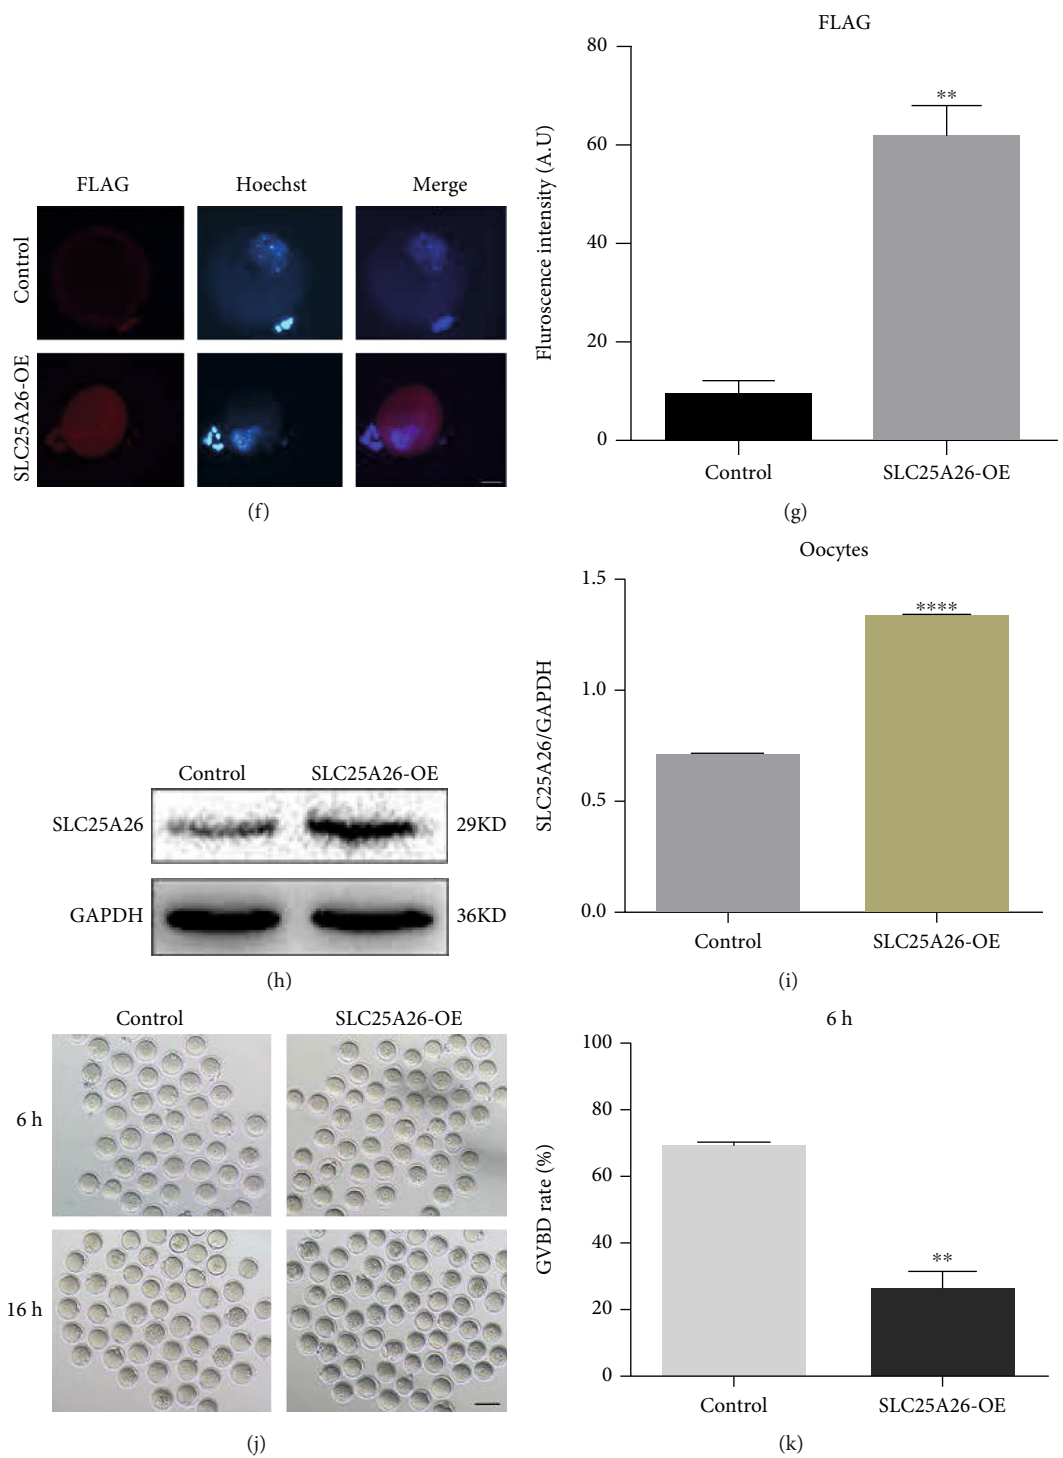 FLAG Hoechst Merge
Control
SLC25A26-OE
(f)
FLAG
Fluroscence intensity (A.U)
80
60
40
20
0
**
Control SLC25A26-OE
(g)
Control SLC25A26-OE
SLC25A26 29KD
GAPDH 36KD
(h)
Oocytes
SLC25A26/GAPDH
1.5
1.0
0.5
0.0
****
Control SLC25A26-OE
(i)
Control SLC25A26-OE
6 h
16 h
(j)
6 h
GVBD rate (%)
100
80
60
40
20
0
**
Control SLC25A26-OE
(k)